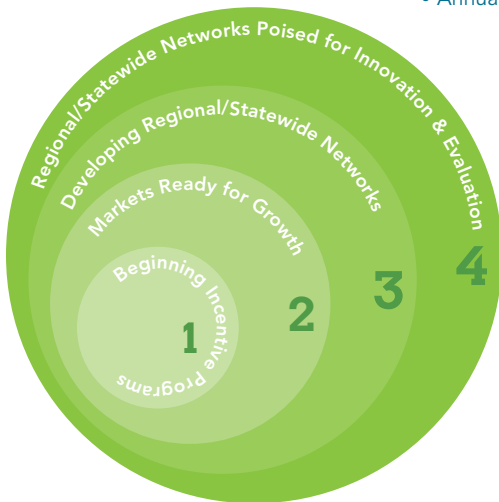 • Annua
Regional/Statewide Networks Poised for Innovation & Evaluation
Developing Regional/Statewide Networks
Markets Ready for Growth
Beginning Incentive Programs
1
2
3
4